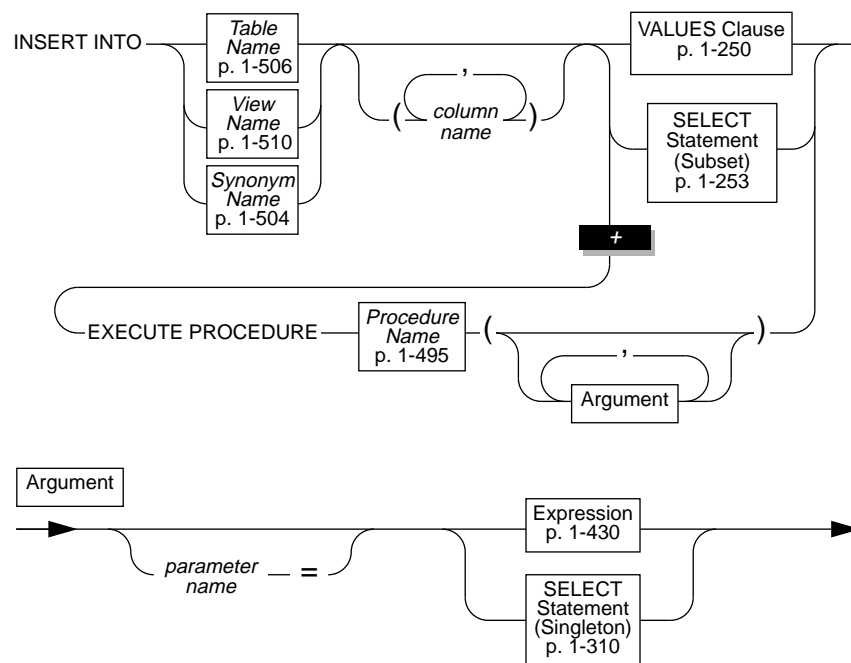 INSERT INTO
Table
Name
p. 1-506
View
Name
p. 1-510
Synonym
Name
p. 1-504
,
( column )
name
VALUES Clause
p. 1-250
SELECT
Statement
(Subset)
p. 1-253
+
EXECUTE PROCEDURE
Procedure
Name
p. 1-495
( )
,
Argument
Argument
parameter =
name
Expression
p. 1-430
SELECT
Statement
(Singleton)
p. 1-310